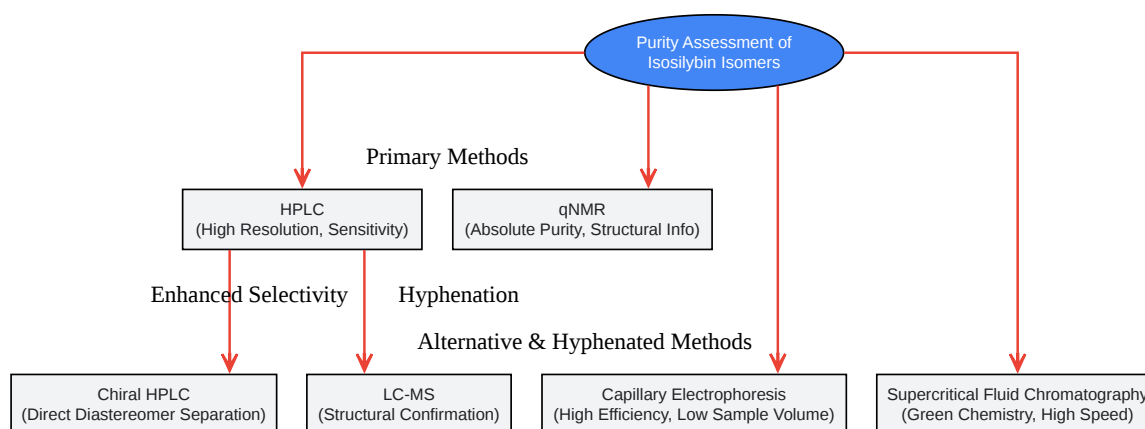 Purity Assessment of
Isosilybin Isomers
Primary Methods
HPLC
(High Resolution, Sensitivity)
qNMR
(Absolute Purity, Structural Info)
Enhanced Selectivity
Hyphenation
Alternative & Hyphenated Methods
Chiral HPLC
(Direct Diastereomer Separation)
LC-MS
(Structural Confirmation)
Capillary Electrophoresis
(High Efficiency, Low Sample Volume)
Supercritical Fluid Chromatography
(Green Chemistry, High Speed)